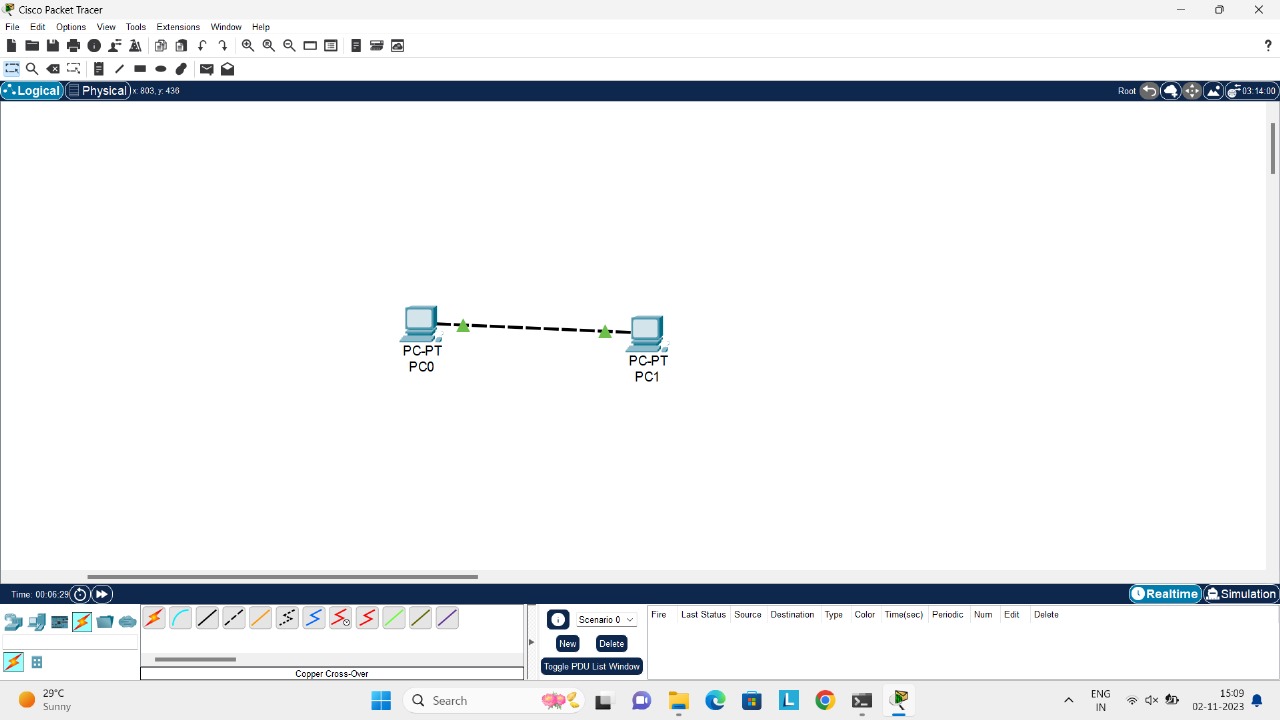 Cisco Packet Tracer
File Edit Options View Tools Extensions Window Help
?
Logical Physical x: 803, y: 436 Root 03:14:00
PC-PT
PC0
PC-PT
PC1
Time: 00:06:29 Realtime Simulation
Scenario 0
New Delete
Toggle PDU List Window
Fire Last Status Source Destination Type Color Time(sec) Periodic Num Edit Delete
Copper Cross-Over
29°C
Sunny
Search
ENG
IN
15:09
02-11-2023